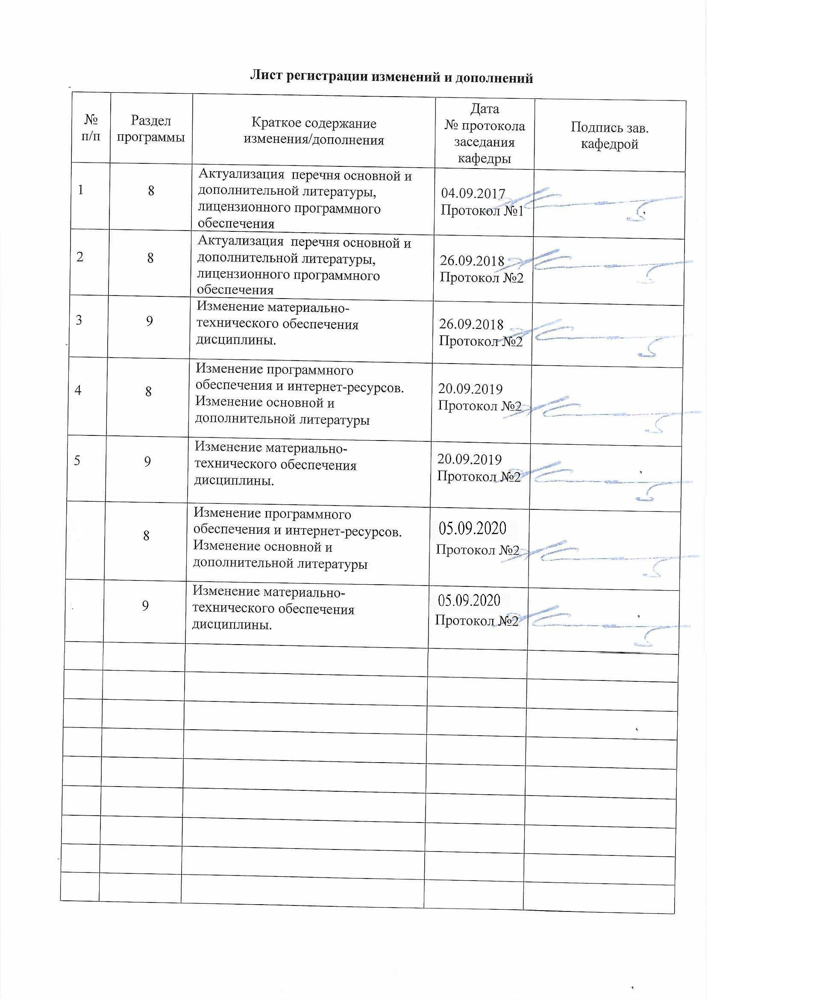 Лист регистрации изменений и дополнений
№
п/п
Раздел
программы
Краткое содержание
изменения/дополнения
Дата
№ протокола
заседания
кафедры
Подпись зав.
кафедрой
1
8
Актуализация перечня основной и
дополнительной литературы,
лицензионного программного
обеспечения
04.09.2017
Протокол №1
2
8
Актуализация перечня основной и
дополнительной литературы,
лицензионного программного
обеспечения
26.09.2018
Протокол №2
3
9
Изменение материально-
технического обеспечения
дисциплины.
26.09.2018
Протокол №2
4
8
Изменение программного
обеспечения и интернет-ресурсов.
Изменение основной и
дополнительной литературы
20.09.2019
Протокол №2
5
9
Изменение материально-
технического обеспечения
дисциплины.
20.09.2019
Протокол №2
8
Изменение программного
обеспечения и интернет-ресурсов.
Изменение основной и
дополнительной литературы
05.09.2020
Протокол №2
9
Изменение материально-
технического обеспечения
дисциплины.
05.09.2020
Протокол №2